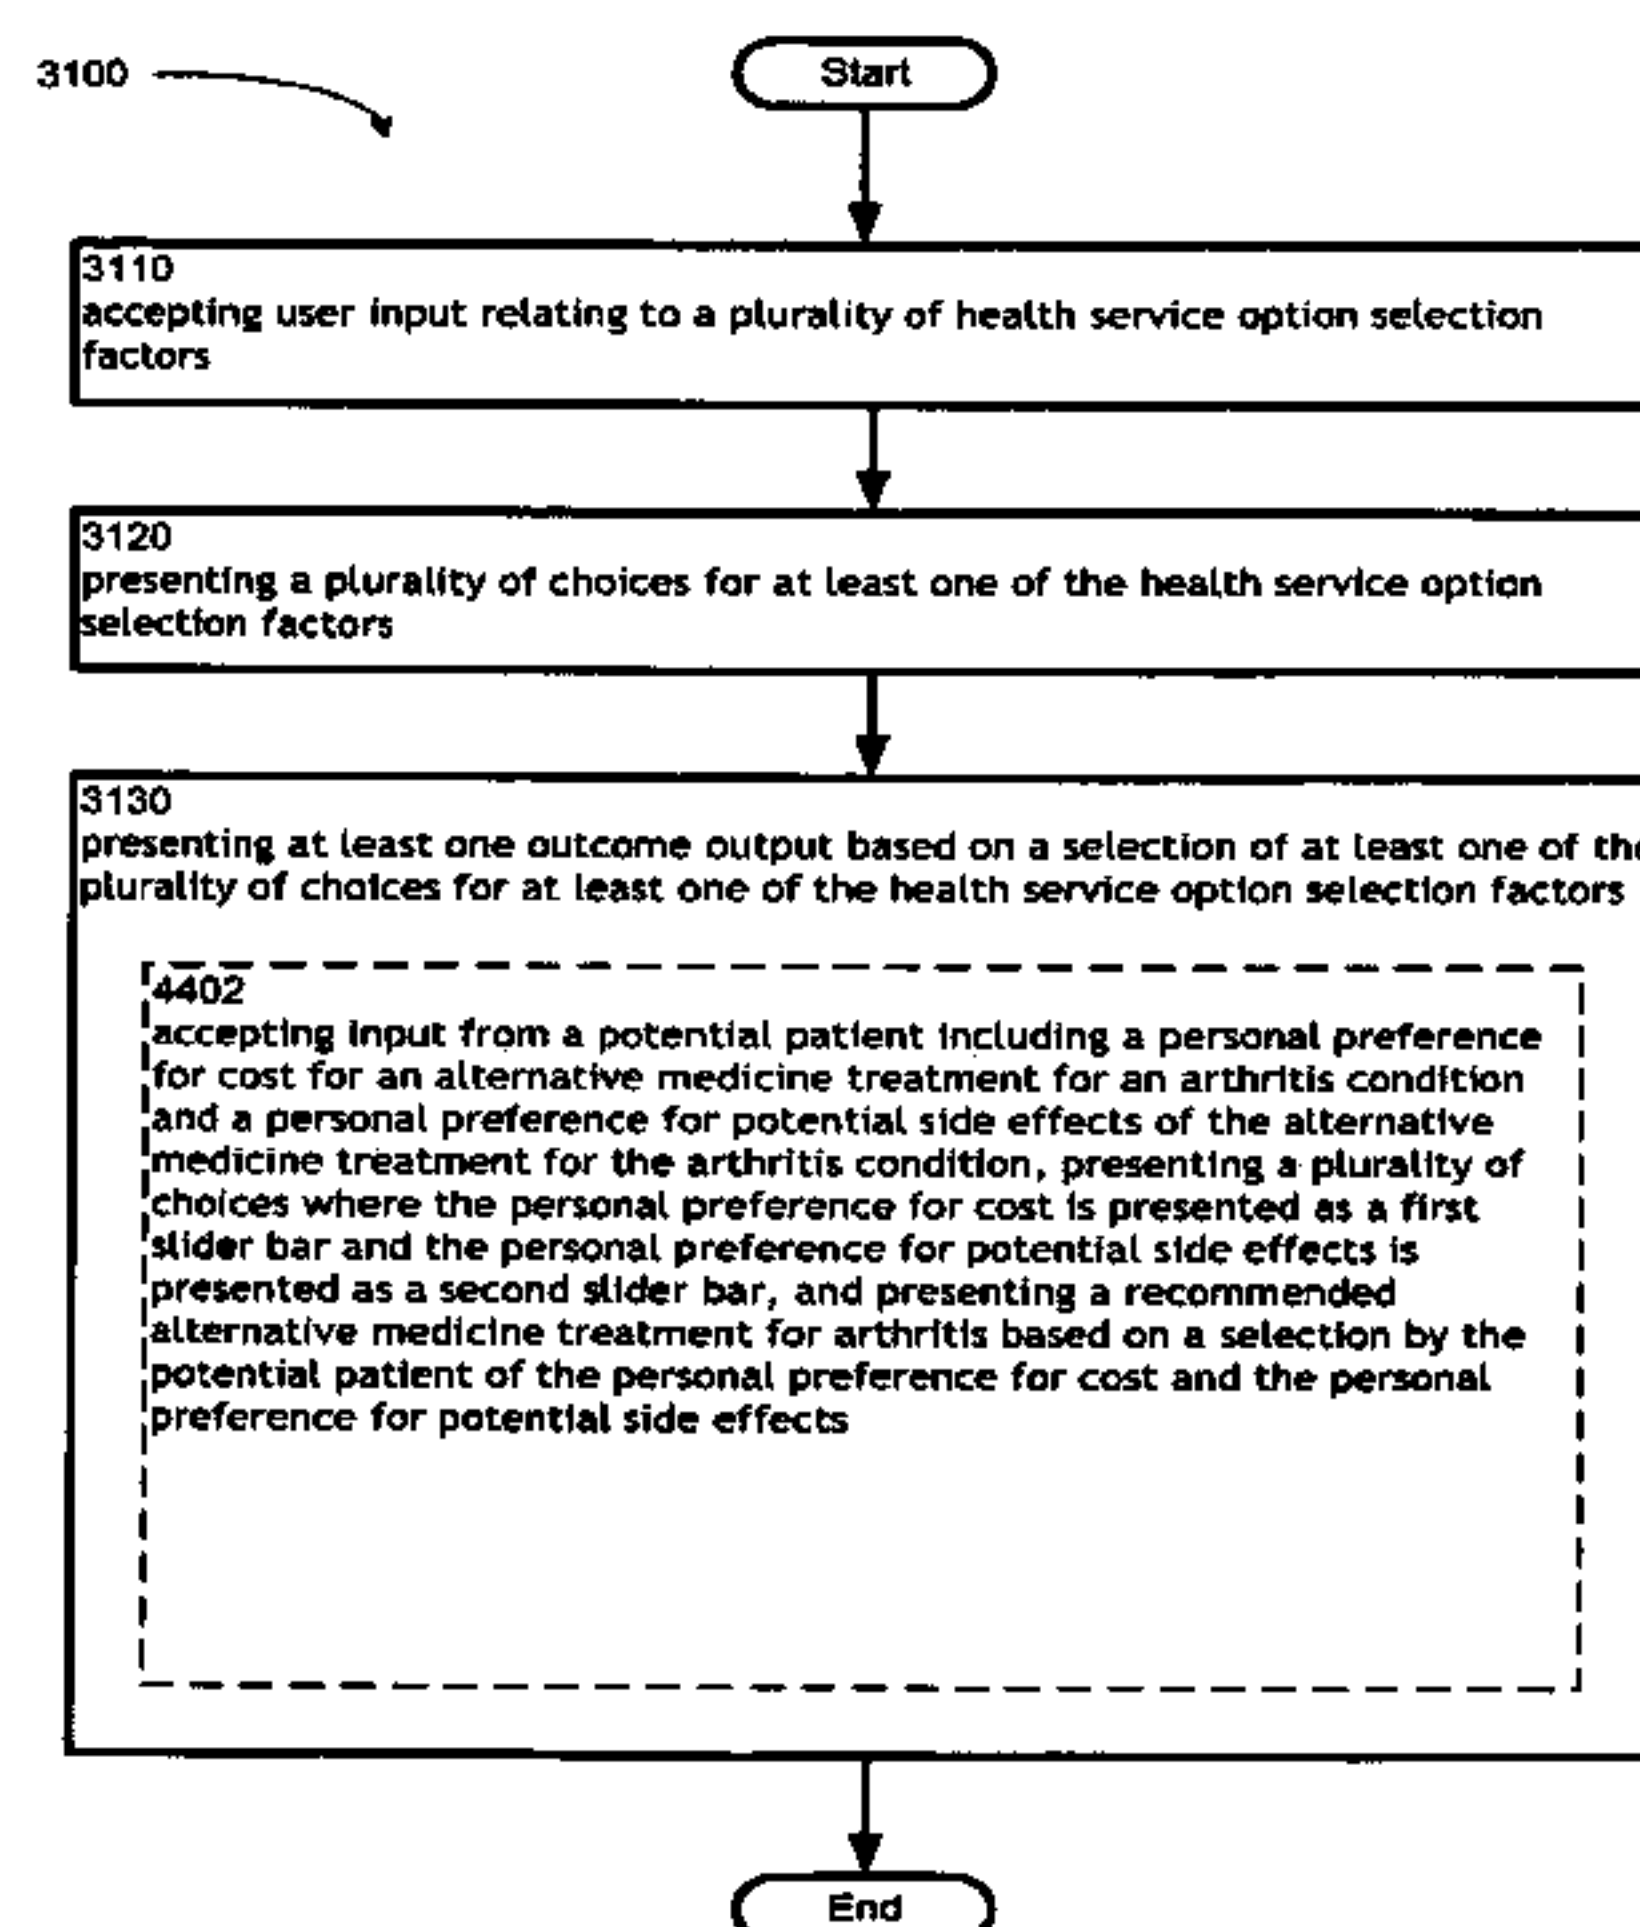 3100
Start
3110
accepting user input relating to a plurality of health service option selection
factors
3120
presenting a plurality of choices for at least one of the health service option
selection factors
3130
presenting at least one outcome output based on a selection of at least one of the
plurality of choices for at least one of the health service option selection factors
4402
accepting input from a potential patient including a personal preference
for cost for an alternative medicine treatment for an arthritis condition
and a personal preference for potential side effects of the alternative
medicine treatment for the arthritis condition, presenting a plurality of
choices where the personal preference for cost is presented as a first
slider bar and the personal preference for potential side effects is
presented as a second slider bar, and presenting a recommended
alternative medicine treatment for arthritis based on a selection by the
potential patient of the personal preference for cost and the personal
preference for potential side effects
End